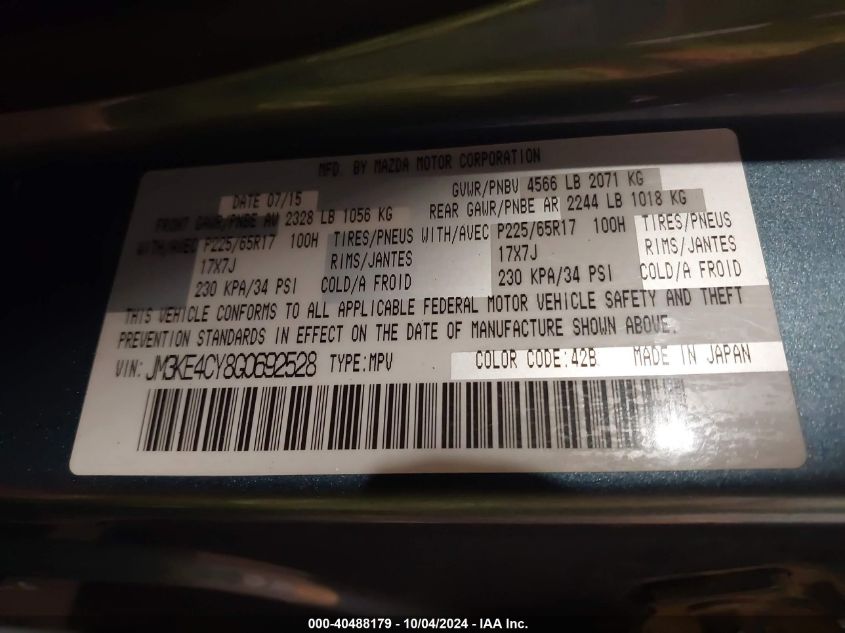 MFD. BY MAZDA MOTOR CORPORATION
DATE 07/15 GVWR/PNBV 4566 LB 2071 KG
FRONT GAWR/PNBE AV 2328 LB 1056 KG REAR GAWR/PNBE AR 2244 LB 1018 KG
WITH/AVEC P225/65R17 100H TIRES/PNEUS WITH/AVEC P225/65R17 100H TIRES/PNEUS
17X7J RIMS/JANTES 17X7J RIMS/JANTES
230 KPA/34 PSI COLD/A FROID 230 KPA/34 PSI COLD/A FROID
THIS VEHICLE CONFORMS TO ALL APPLICABLE FEDERAL MOTOR VEHICLE SAFETY AND THEFT
PREVENTION STANDARDS IN EFFECT ON THE DATE OF MANUFACTURE SHOWN ABOVE.
VIN: JM3KE4CY8G0692528 TYPE:MPV COLOR CODE:42B MADE IN JAPAN
000-40488179 - 10/04/2024 - IAA Inc.